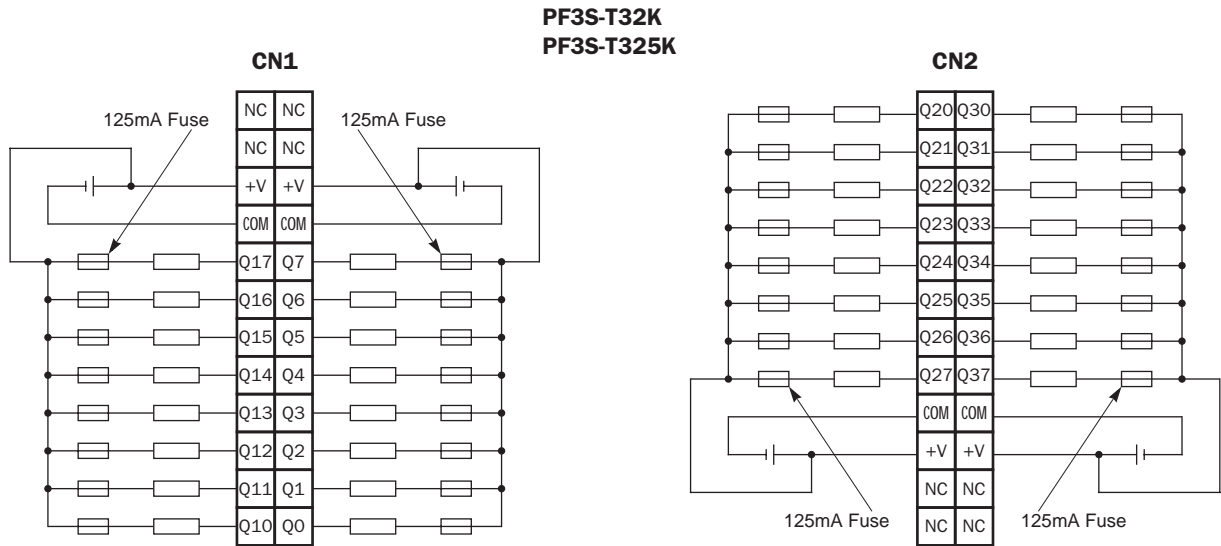 PF3S-T32K
PF3S-T325K
CN1
125mA Fuse
125mA Fuse
NC NC
NC NC
+V +V
COM COM
Q17 Q7
Q16 Q6
Q15 Q5
Q14 Q4
Q13 Q3
Q12 Q2
Q11 Q1
Q10 Q0
CN2
Q20 Q30
Q21 Q31
Q22 Q32
Q23 Q33
Q24 Q34
Q25 Q35
Q26 Q36
Q27 Q37
COM COM
+V +V
NC NC
NC NC
125mA Fuse
125mA Fuse